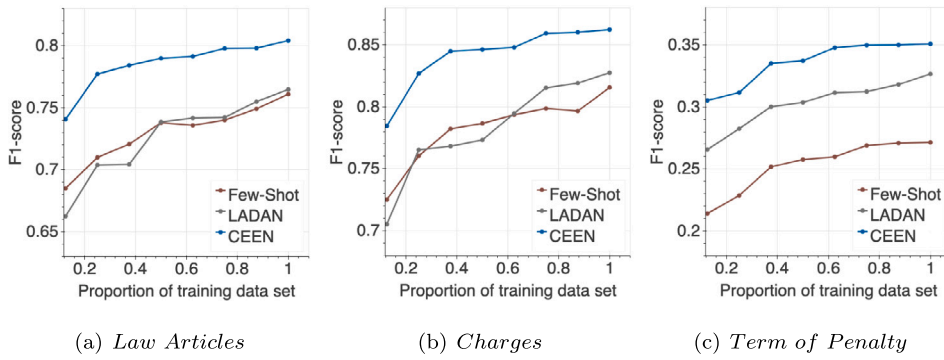 0.8
0.75
0.7
0.65
F1-score
Few-Shot
LADAN
CEEN
0.2 0.4 0.6 0.8 1
Proportion of training data set
(a) Law Articles
0.85
0.8
0.75
0.7
F1-score
Few-Shot
LADAN
CEEN
0.2 0.4 0.6 0.8 1
Proportion of training data set
(b) Charges
0.35
0.3
0.25
0.2
F1-score
Few-Shot
LADAN
CEEN
0.2 0.4 0.6 0.8 1
Proportion of training data set
(c) Term of Penalty